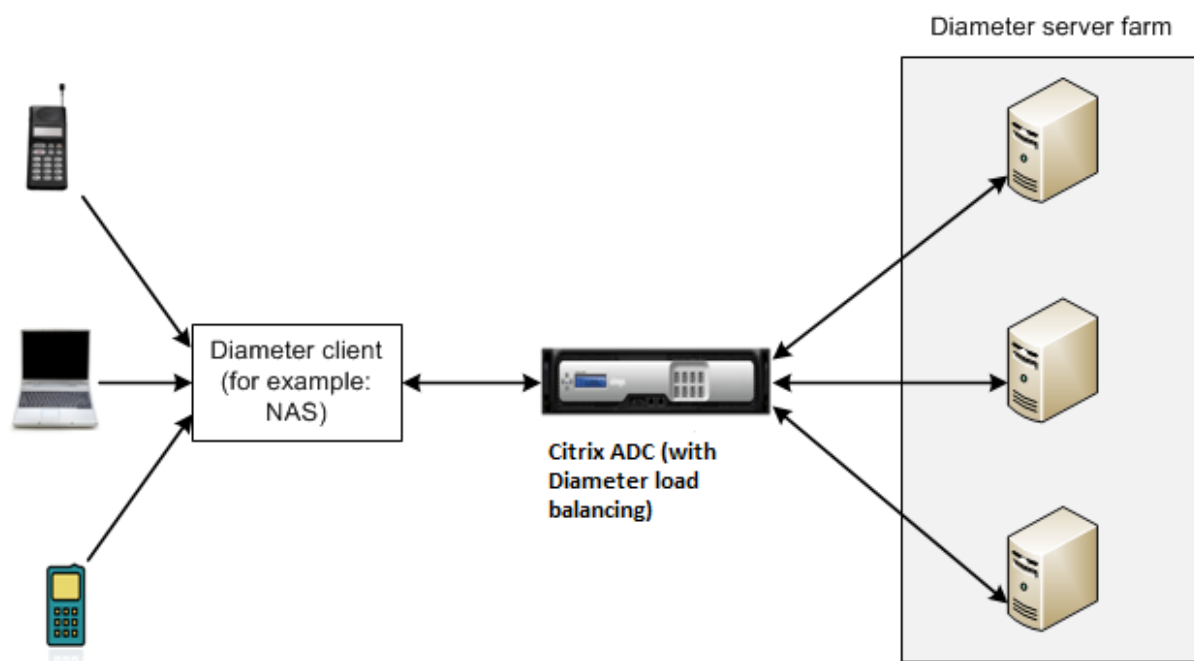 Diameter server farm
Diameter client
(for example:
NAS)
Citrix ADC (with
Diameter load
balancing)